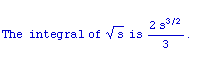 The integral of √s is 2 s^{3/2}/3 .